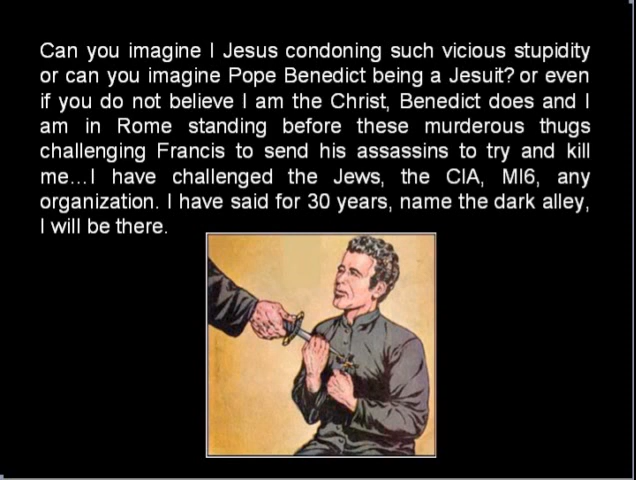 Can you imagine I Jesus condoning such vicious stupidity
or can you imagine Pope Benedict being a Jesuit? or even
if you do not believe I am the Christ, Benedict does and I
am in Rome standing before these murderous thugs
challenging Francis to send his assassins to try and kill
me...I have challenged the Jews, the CIA, MI6, any
organization. I have said for 30 years, name the dark alley,
I will be there.